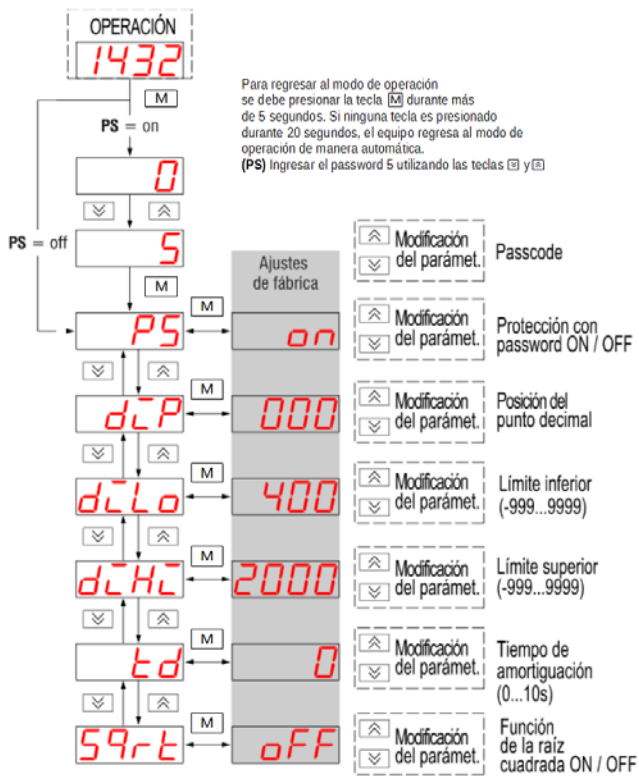 OPERACIÓN
1432
M
PS = on
Para regresar al modo de operación
se debe presionar la tecla M durante más
de 5 segundos. Si ninguna tecla es presionado
durante 20 segundos, el equipo regresa al modo de
operación de manera automática.
(PS) Ingresar el password 5 utilizando las teclas y
0
PS = off
5
M
Ajustes
de fábrica
Modificación
del parámet.
Passcode
PS
M
on
Modificación
del parámet.
Protección con
password ON / OFF
diP
M
000
Modificación
del parámet.
Posición del
punto decimal
diLo
M
400
Modificación
del parámet.
Límite inferior
(-999...9999)
diHi
M
2000
Modificación
del parámet.
Límite superior
(-999...9999)
td
M
0
Modificación
del parámet.
Tiempo de
amortiguación
(0...10s)
Sqrt
M
oFF
Modificación
del parámet.
Función
de la raíz
cuadrada ON / OFF